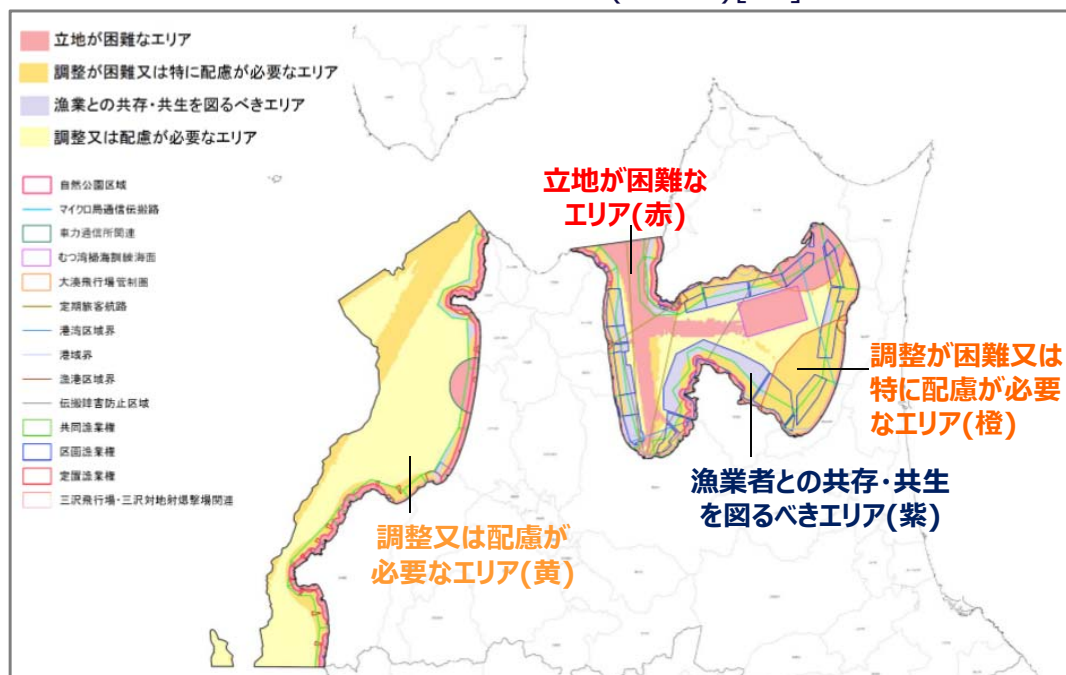 立地が困難なエリア
調整が困難又は特に配慮が必要なエリア
漁業との共存・共生を図るべきエリア
調整又は配慮が必要なエリア
自然公園区域
マイクロ局通信伝搬路
車力通信所関連
むつ湾掃海訓練海面
大湊飛行場管制圏
定期旅客航路
港湾区域界
港域界
漁港区域界
伝搬障害防止区域
共同漁業権
区画漁業権
定置漁業権
三沢飛行場・三沢対地射爆撃場関連
立地が困難な
エリア(赤)
調整が困難又は
特に配慮が必要
なエリア(橙)
漁業者との共存・共生
を図るべきエリア(紫)
調整又は配慮が
必要なエリア(黄)